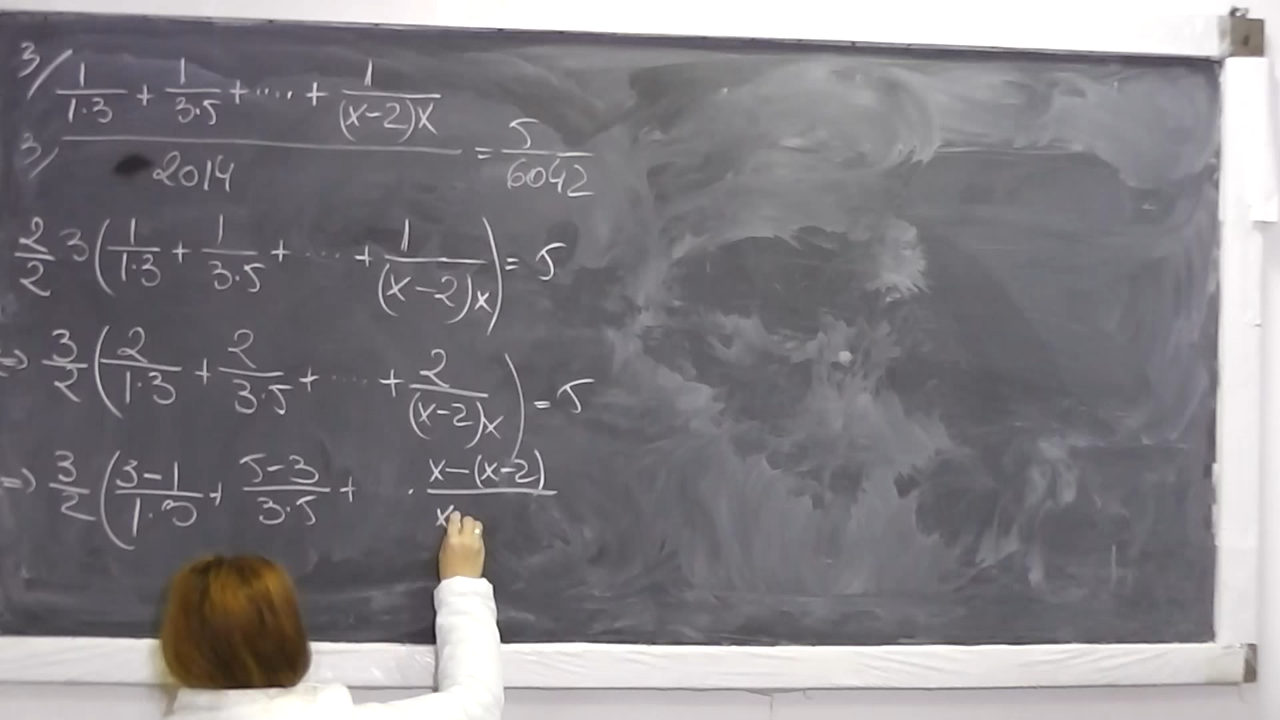 3/ 1/(1·3) + 1/(3·5) + .... + 1/((x-2)x)
3/ 2014 = 5/6042
2/2 3(1/(1·3) + 1/(3·5) + .... + 1/((x-2)x)) = 5
=> 3/2 (2/(1·3) + 2/(3·5) + .... + 2/((x-2)x)) = 5
=> 3/2 ((3-1)/(1·3) + (5-3)/(3·5) + . (x-(x-2))/x